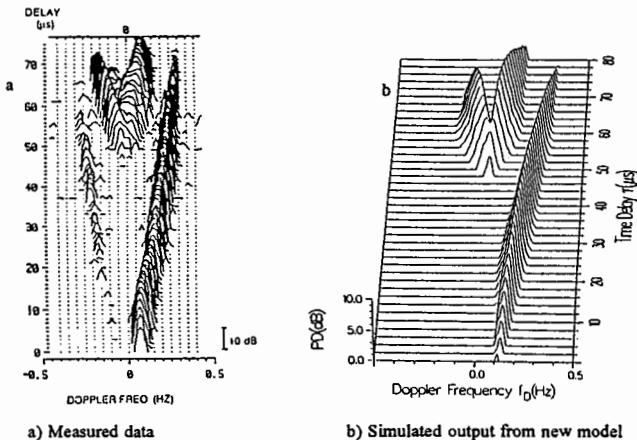 DELAY
(µs)
0
a
70
60
50
40
30
20
10
0
10 dB
-0.5
0
0.5
DOPPLER FREQ (HZ)
a) Measured data
b
80
70
60
50
40
30
20
10
Time Delay τ(µs)
10.0
5.0
0.0
PD(dB)
0.0
0.5
Doppler Frequency f_D(Hz)
b) Simulated output from new model